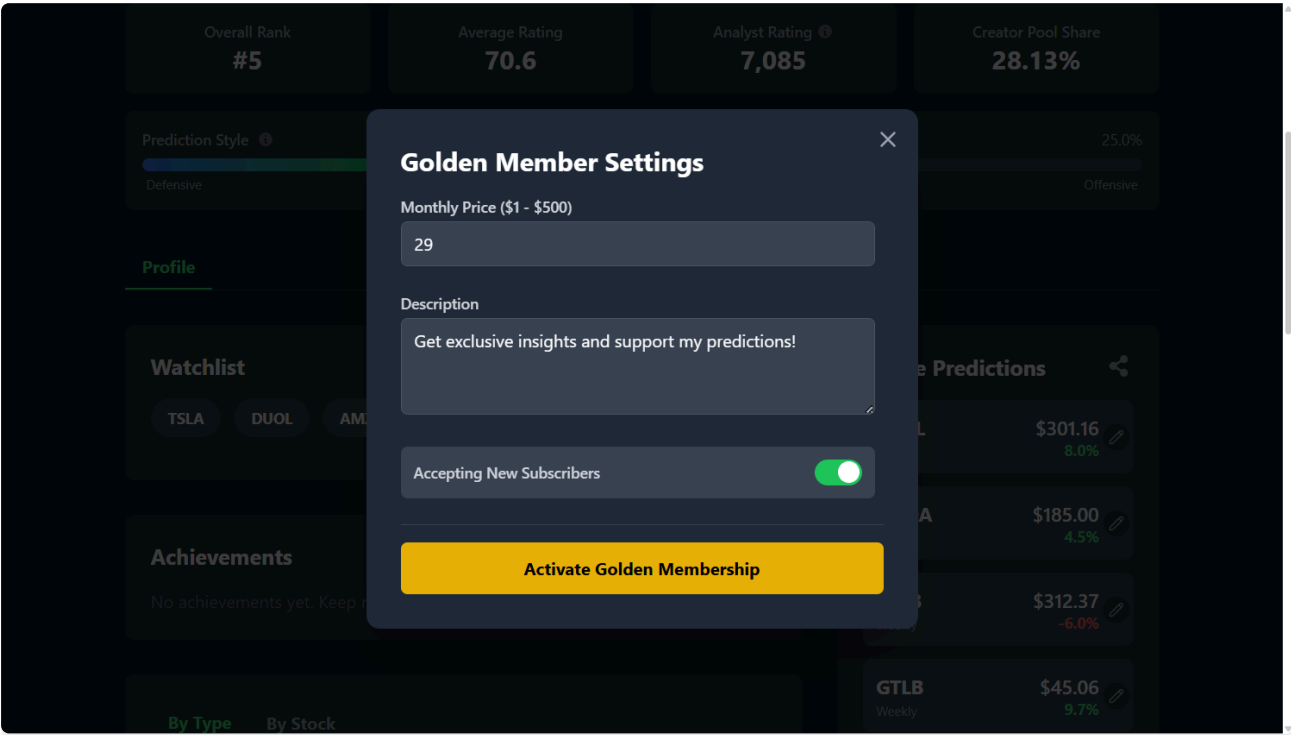 Overall Rank
#5
Average Rating
70.6
Analyst Rating
7,085
Creator Pool Share
28.13%
Prediction Style
25.0%
Defensive
Offensive
Golden Member Settings
Monthly Price ($1 - $500)
29
Description
Get exclusive insights and support my predictions!
Accepting New Subscribers
Activate Golden Membership
Profile
Watchlist
TSLA
DUOL
Achievements
No achievements yet. Keep
By Type
By Stock
Predictions
$301.16
8.0%
$185.00
4.5%
$312.37
-6.0%
GTLB
Weekly
$45.06
9.7%